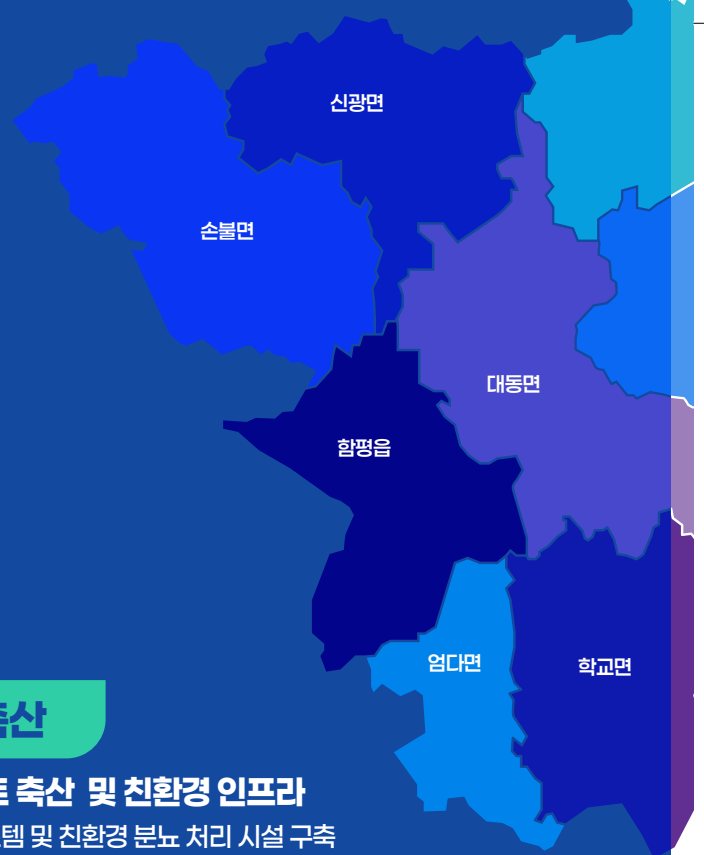 신광면
손불면
대동면
함평읍
엄다면
학교면
축산
축산 및 친환경 인프라
및 친환경 분뇨 처리 시설 구축